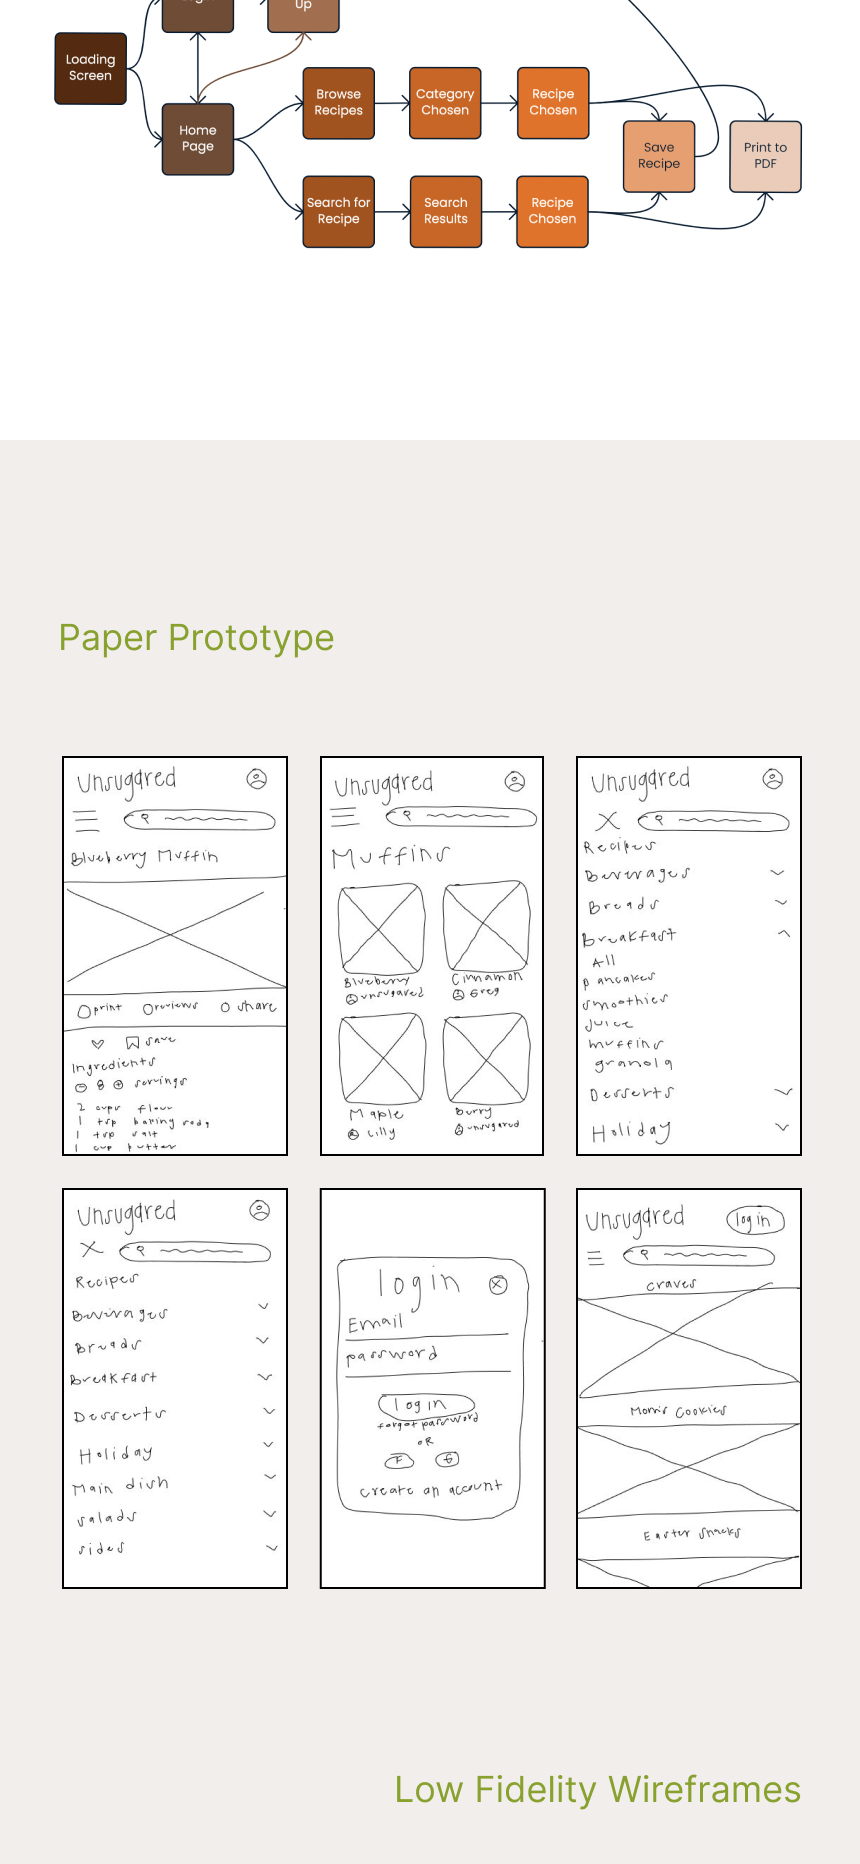 Up
Loading
Screen
Home
Page
Browse
Recipes
Category
Chosen
Recipe
Chosen
Save
Recipe
Print to
PDF
Search for
Recipe
Search
Results
Recipe
Chosen
Paper Prototype
Unsugared
Blueberry Muffin
print reviews share
save
Ingredients
8 servings
2 cups flour
1 tsp baking soda
1 tsp salt
1 cup butter
Unsugared
Muffins
Blueberry Cinnamon
unsugared Greg
Maple Burry
Lilly unsugared
Unsugared
Recipes
Beverages
Breads
Breakfast
All
pancakes
smoothies
juice
muffins
granola
Desserts
Holiday
Unsugared
Recipes
Beverages
Breads
Breakfast
Desserts
Holiday
Main dish
salads
sides
login
Email
password
log in
forgot password
OR
F G
create an account
Unsugared log in
craves
Mom's Cookies
Easter snacks
Low Fidelity Wireframes